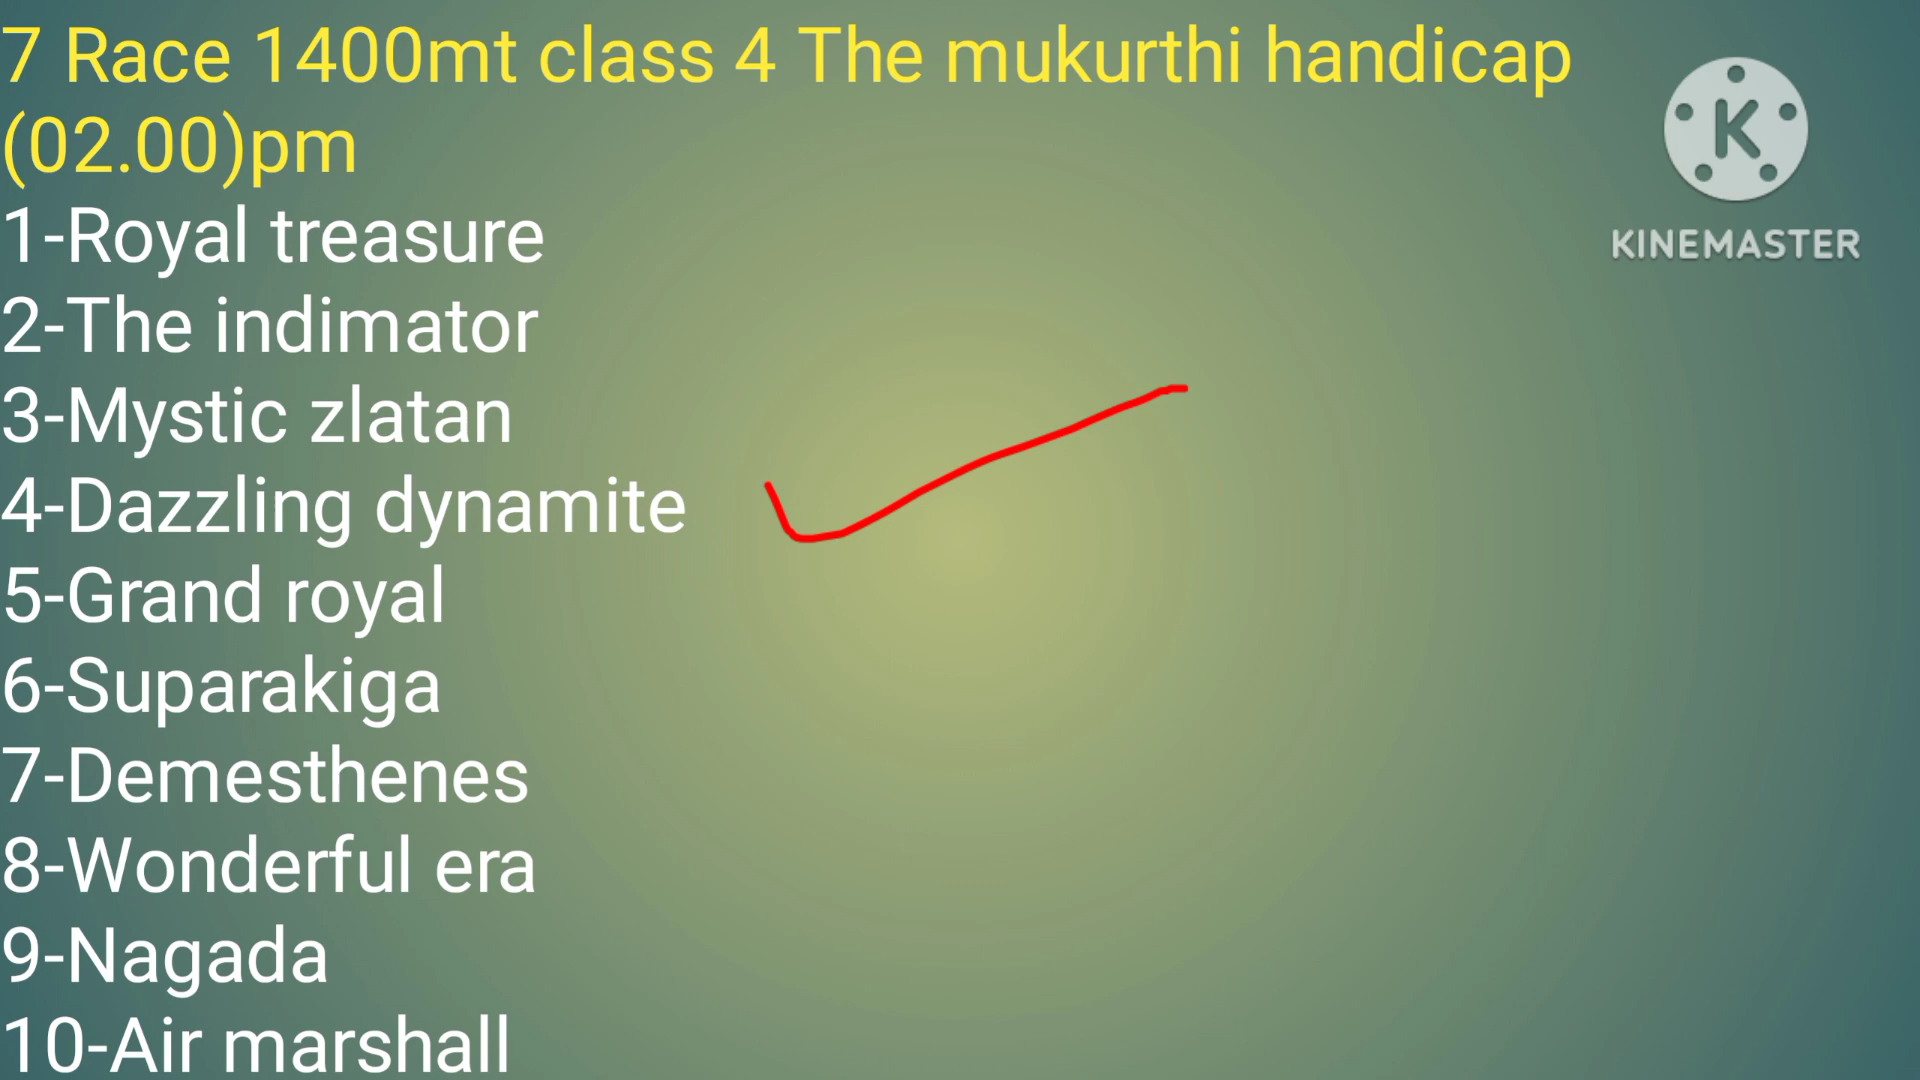 7 Race 1400mt class 4 The mukurthi handicap
(02.00)pm
1-Royal treasure
2-The indimator
3-Mystic zlatan
4-Dazzling dynamite
5-Grand royal
6-Suparakiga
7-Demesthenes
8-Wonderful era
9-Nagada
10-Air marshall
K
KINEMASTER